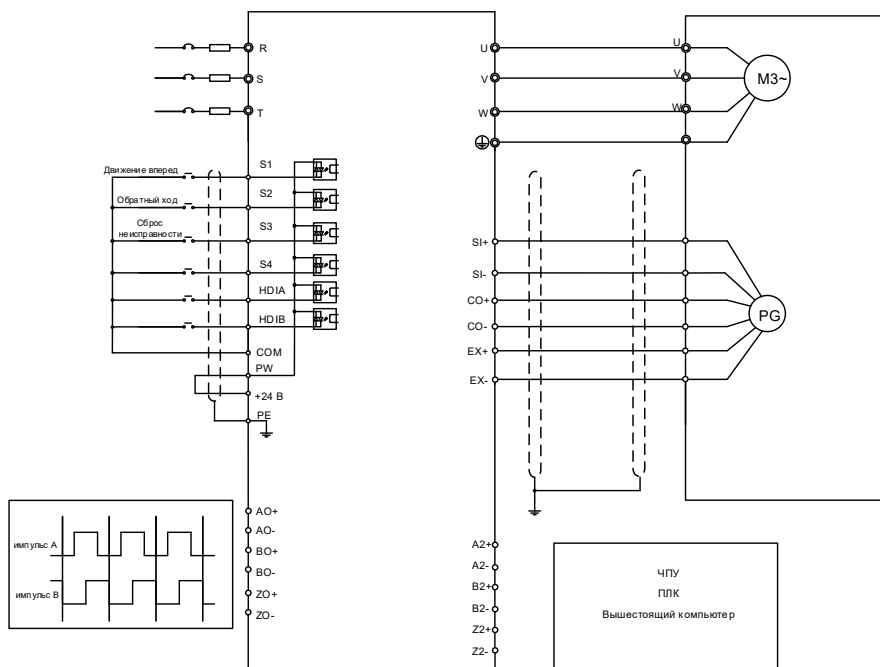 R
S
T
U
V
W
U
V
W
M3~
Движение вперед
S1
Обратный ход
S2
Сброс
неисправности
S3
S4
HDIA
HDIB
COM
PW
+24 В
PE
SI+
SI-
CO+
CO-
EX+
EX-
PG
импульс A
импульс B
AO+
AO-
BO+
BO-
ZO+
ZO-
A2+
A2-
B2+
B2-
Z2+
Z2-
ЧПУ
ПЛК
Вышестоящий компьютер